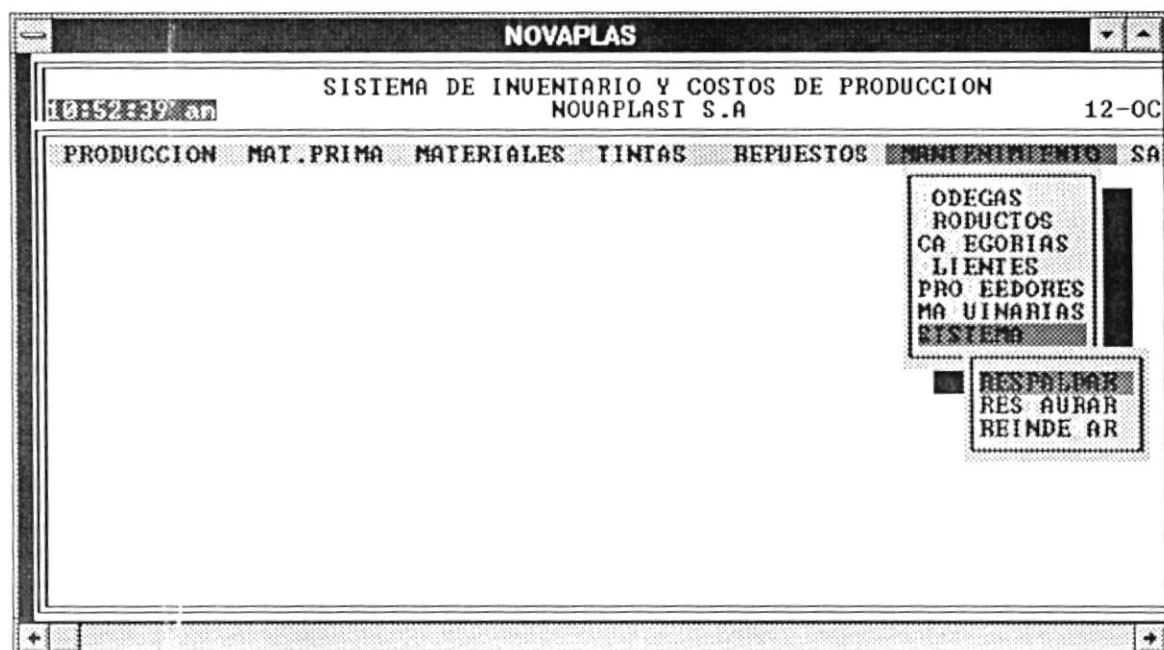 NOVAPLAS
SISTEMA DE INVENTARIO Y COSTOS DE PRODUCCION
10:52:39 am NOVAPLAST S.A 12-OC
PRODUCCION MAT.PRIMA MATERIALES TINTAS REPUESTOS MANTENIMIENTO SA
ODEGAS
RODUCTOS
CA EGORIAS
LIENTES
PRO EEDORES
MA UINARIAS
SISTEMA
RESPALDAR
RES AURAR
REINDE AR